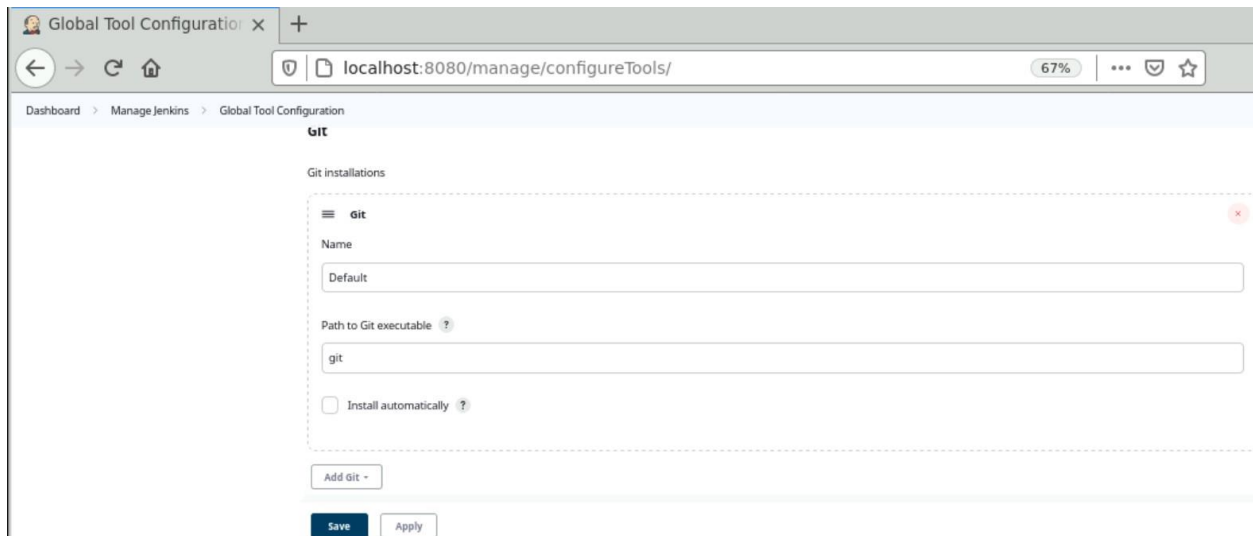 Global Tool Configuration
localhost:8080/manage/configureTools/ 67%
Dashboard > Manage Jenkins > Global Tool Configuration
Git
Git installations
Git
Name
Default
Path to Git executable ?
git
Install automatically ?
Add Git
Save Apply